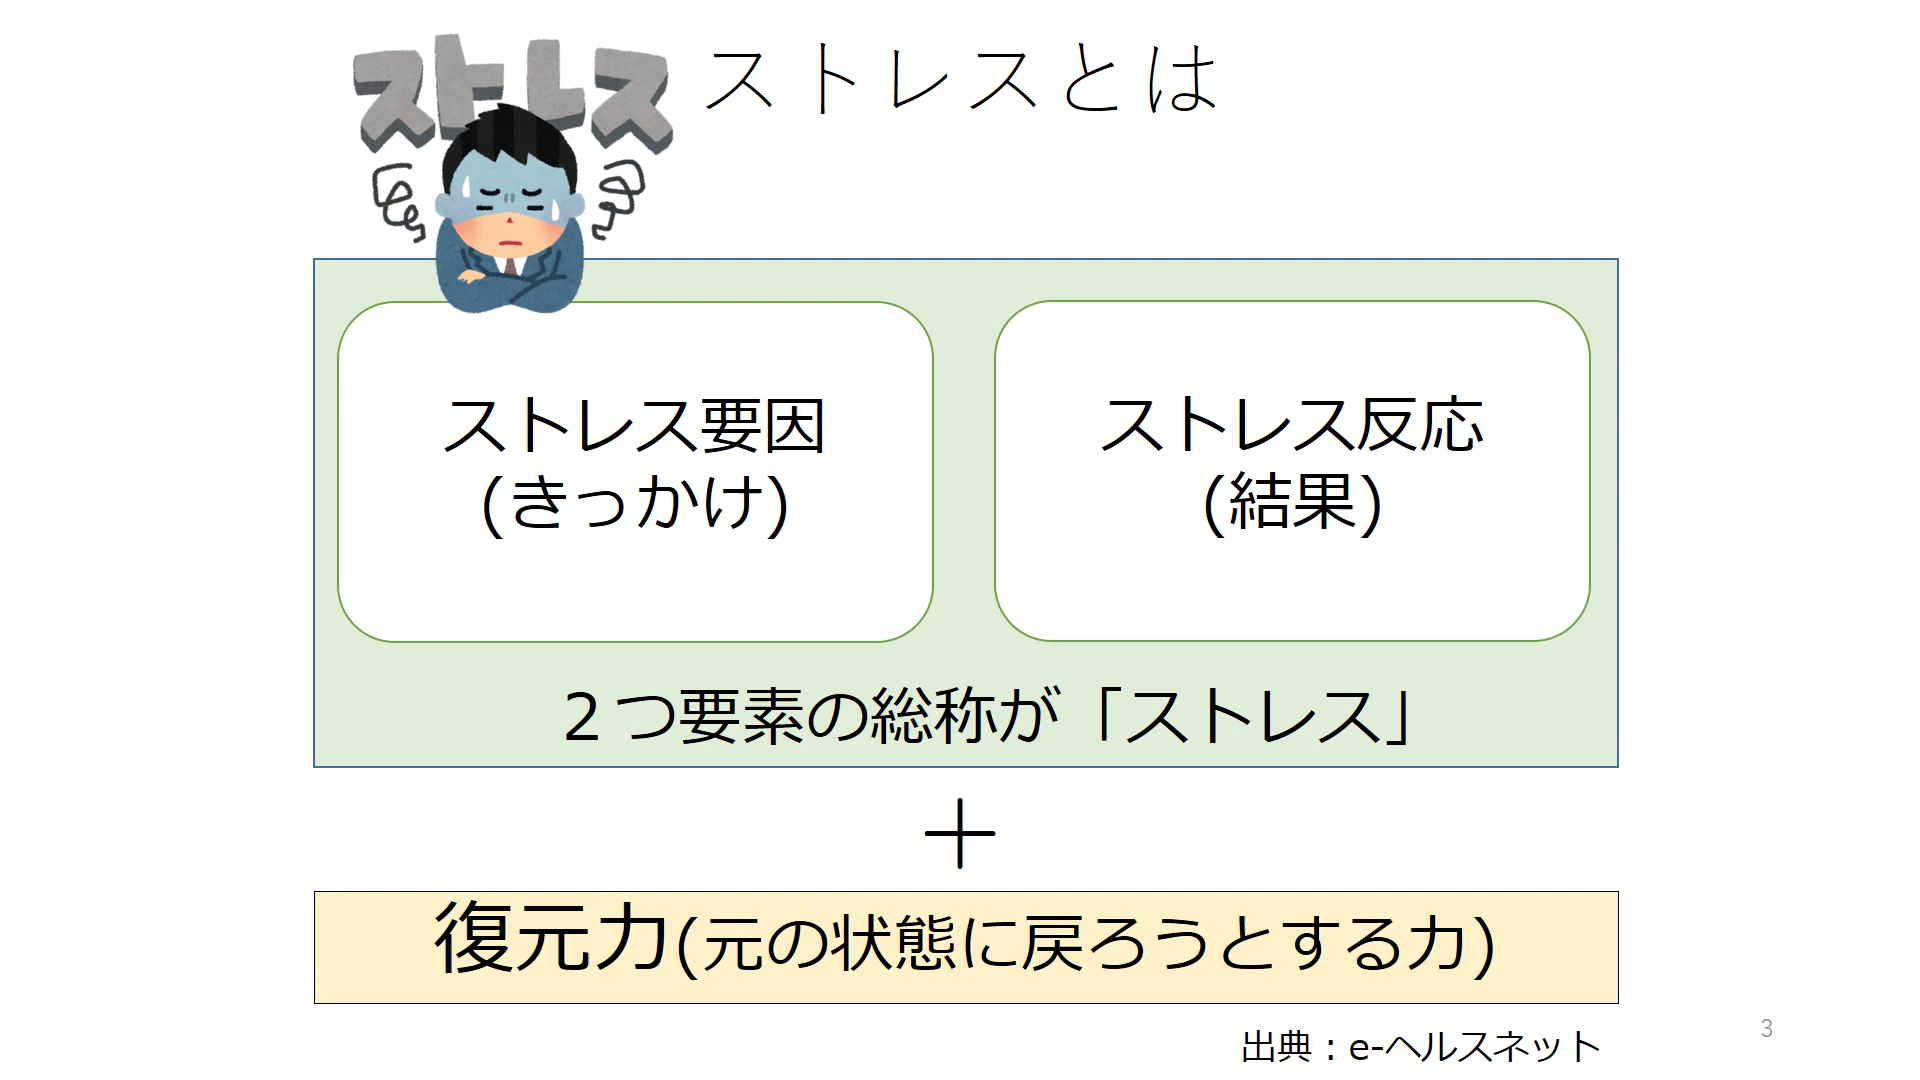 ストレス
ストレスとは
ストレス要因
(きっかけ)
ストレス反応
(結果)
２つ要素の総称が「ストレス」
＋
復元力(元の状態に戻ろうとする力)
出典：e-ヘルスネット
3